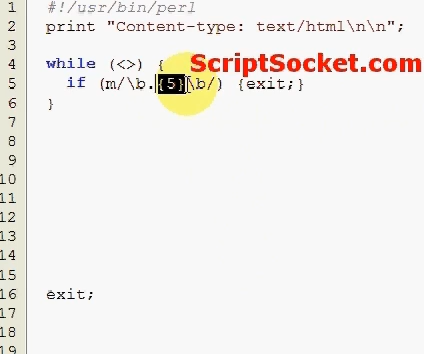 1 #!/usr/bin/perl
2 print "Content-type: text/html\n\n";
3
4 while (<>) { ScriptSocket.com
5 if (m/\b.{5}\b/) {exit;}
6 }
7
8
9
10
11
12
13
14
15
16 exit;
17
18
19